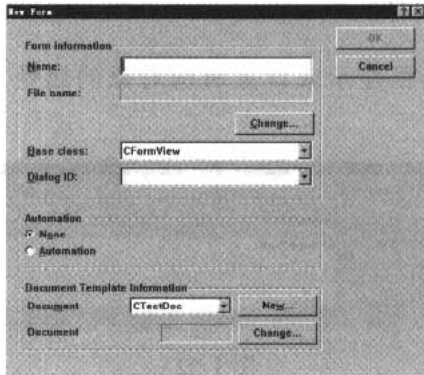 New Form
Form information
OK
Name:
Cancel
File name:
Change...
Base class: CFormView
Dialog ID:
Automation
None
Automation
Document Template Information
Document CTestDoc New...
Document Change...